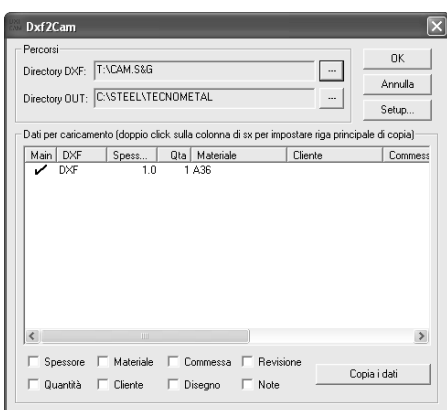 Dxf2Cam
Percorsi
Directory DXF: T:\CAM.S&G ...
OK
Directory OUT: C:\STEEL\TECNOMETAL ...
Annulla
Setup...
Dati per caricamento (doppio click sulla colonna di sx per impostare riga principale di copia)
Main DXF Spess... Qta Materiale Cliente Commess
DXF 1.0 1 A36
Spessore Materiale Commessa Revisione
Quantità Cliente Disegno Note
Copia i dati